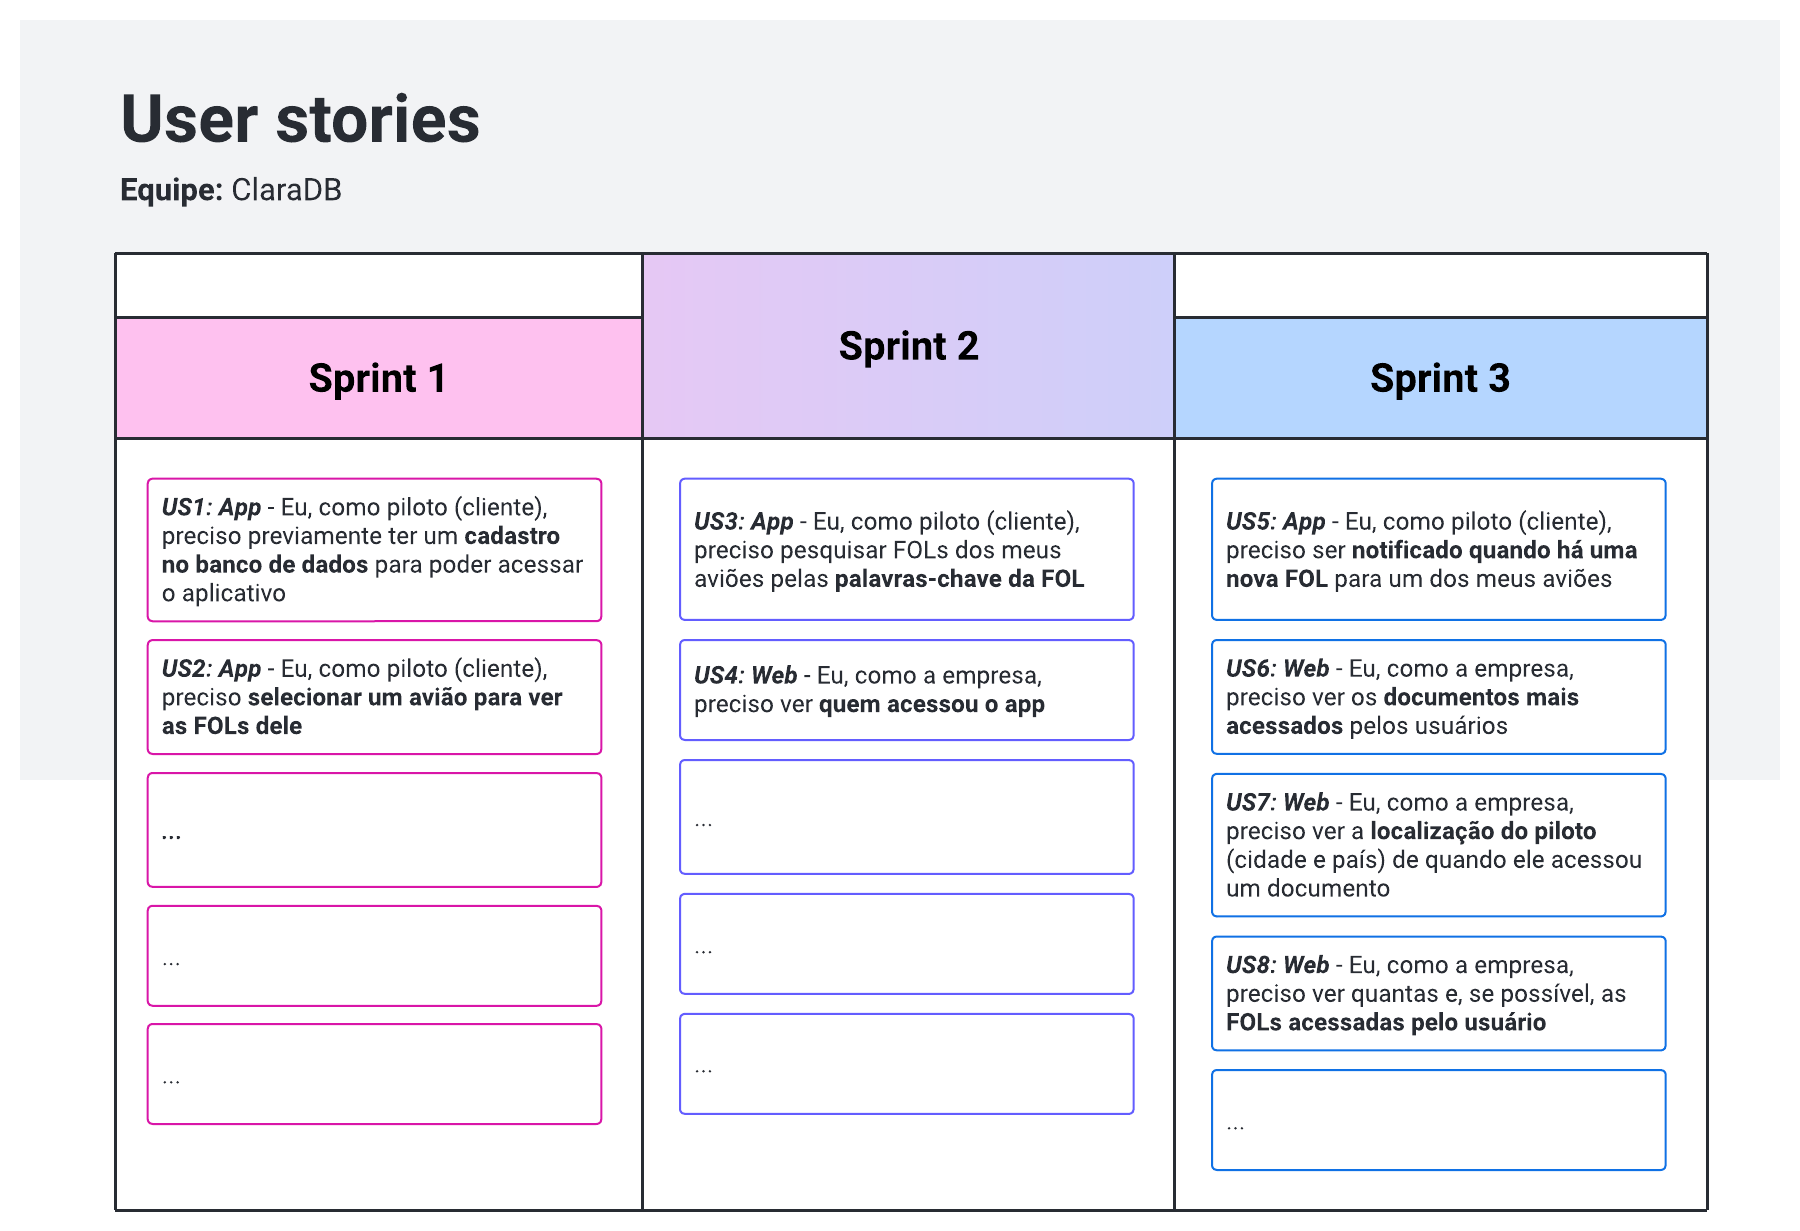 User stories
Equipe: ClaraDB
Sprint 1
US1: App - Eu, como piloto (cliente),
preciso previamente ter um cadastro
no banco de dados para poder acessar
o aplicativo
US2: App - Eu, como piloto (cliente),
preciso selecionar um avião para ver
as FOLs dele
...
...
...
Sprint 2
US3: App - Eu, como piloto (cliente),
preciso pesquisar FOLs dos meus
aviões pelas palavras-chave da FOL
US4: Web - Eu, como a empresa,
preciso ver quem acessou o app
...
...
...
Sprint 3
US5: App - Eu, como piloto (cliente),
preciso ser notificado quando há uma
nova FOL para um dos meus aviões
US6: Web - Eu, como a empresa,
preciso ver os documentos mais
acessados pelos usuários
US7: Web - Eu, como a empresa,
preciso ver a localização do piloto
(cidade e país) de quando ele acessou
um documento
US8: Web - Eu, como a empresa,
preciso ver quantas e, se possível, as
FOLs acessadas pelo usuário
...